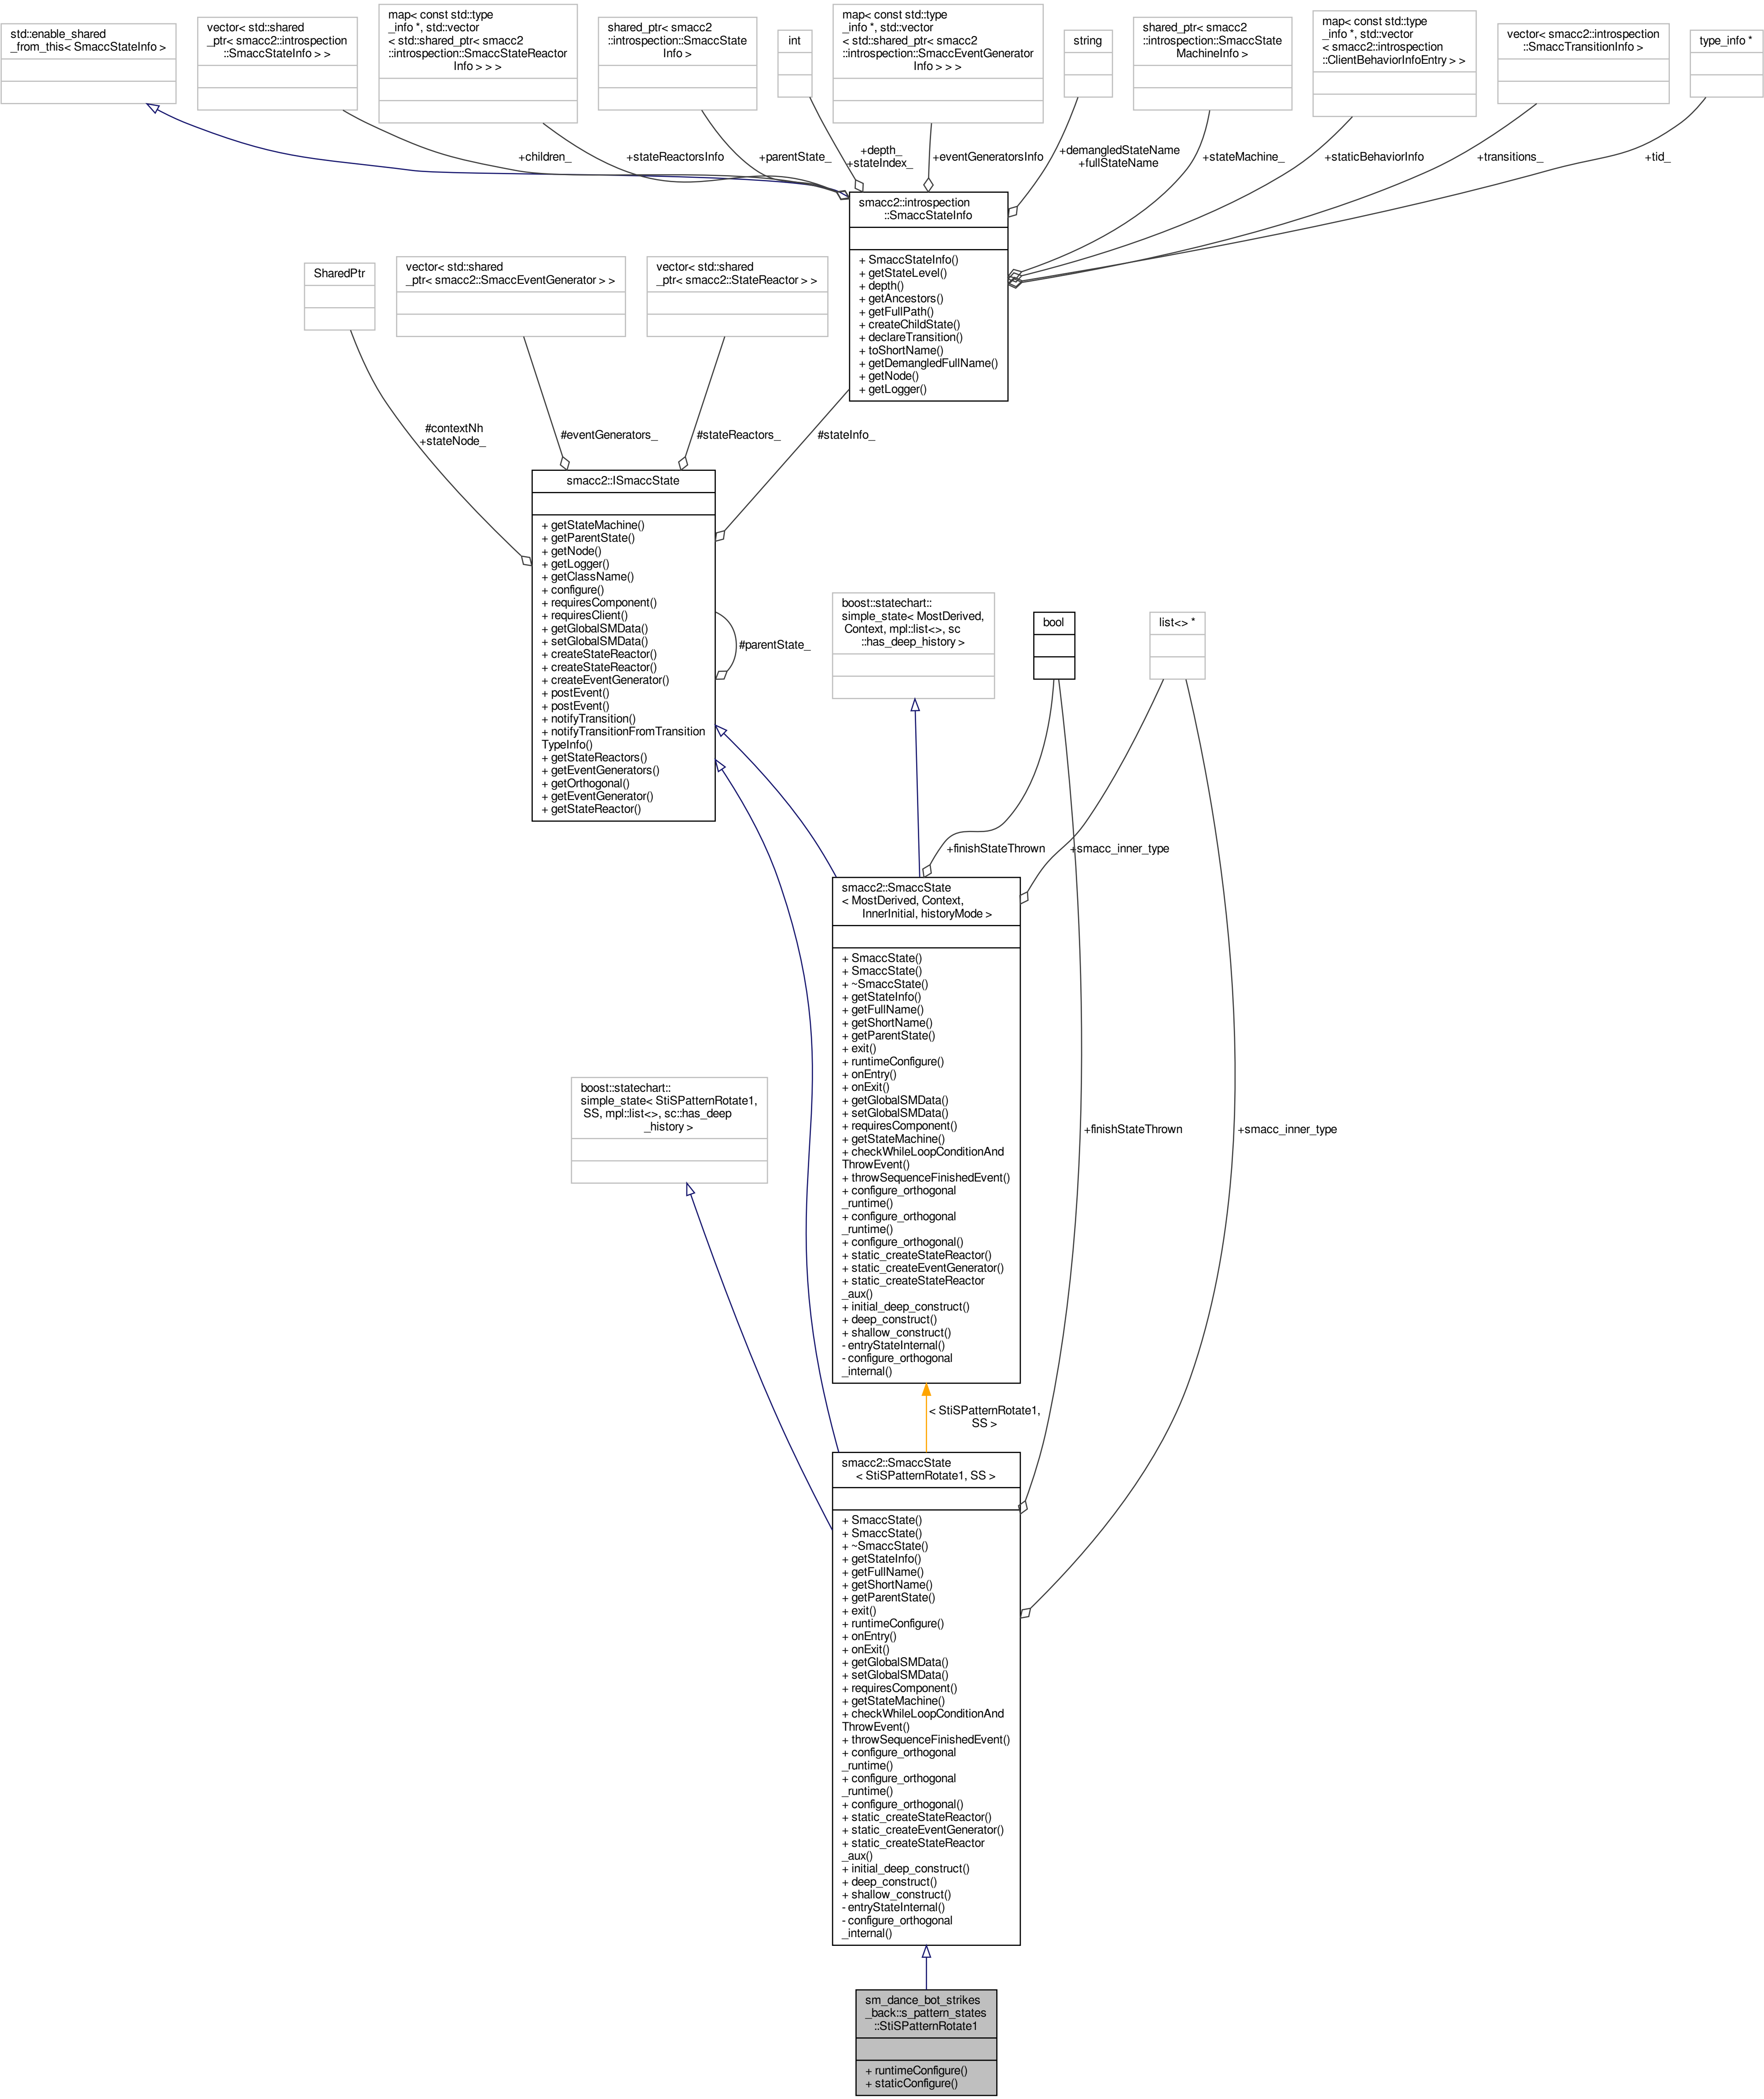 std::enable_shared
_from_this< SmaccStateInfo >
vector< std::shared
_ptr< smacc2::introspection
::SmaccStateInfo > >
map< const std::type
_info *, std::vector
< std::shared_ptr< smacc2
::introspection::SmaccStateReactor
Info > > >
shared_ptr< smacc2
::introspection::SmaccState
Info >
int
map< const std::type
_info *, std::vector
< std::shared_ptr< smacc2
::introspection::SmaccEventGenerator
Info > > >
string
shared_ptr< smacc2
::introspection::SmaccState
MachineInfo >
map< const std::type
_info *, std::vector
< smacc2::introspection
::ClientBehaviorInfoEntry > >
vector< smacc2::introspection
::SmaccTransitionInfo >
type_info *
+children_
+stateReactorsInfo
+parentState_
+depth_
+stateIndex_
+eventGeneratorsInfo
+demangledStateName
+fullStateName
+stateMachine_
+staticBehaviorInfo
+transitions_
+tid_
smacc2::introspection
::SmaccStateInfo
+ SmaccStateInfo()
+ getStateLevel()
+ depth()
+ getAncestors()
+ getFullPath()
+ createChildState()
+ declareTransition()
+ toShortName()
+ getDemangledFullName()
+ getNode()
+ getLogger()
SharedPtr
vector< std::shared
_ptr< smacc2::SmaccEventGenerator > >
vector< std::shared
_ptr< smacc2::StateReactor > >
#contextNh
+stateNode_
#eventGenerators_
#stateReactors_
#stateInfo_
smacc2::ISmaccState
+ getStateMachine()
+ getParentState()
+ getNode()
+ getLogger()
+ getClassName()
+ configure()
+ requiresComponent()
+ requiresClient()
+ getGlobalSMData()
+ setGlobalSMData()
+ createStateReactor()
+ createStateReactor()
+ createEventGenerator()
+ postEvent()
+ postEvent()
+ notifyTransition()
+ notifyTransitionFromTransition
TypeInfo()
+ getStateReactors()
+ getEventGenerators()
+ getOrthogonal()
+ getEventGenerator()
+ getStateReactor()
#parentState_
boost::statechart::
simple_state< MostDerived,
Context, mpl::list<>, sc
::has_deep_history >
bool
list<> *
+finishStateThrown
+smacc_inner_type
smacc2::SmaccState
< MostDerived, Context,
InnerInitial, historyMode >
+ SmaccState()
+ SmaccState()
+ ~SmaccState()
+ getStateInfo()
+ getFullName()
+ getShortName()
+ getParentState()
+ exit()
+ runtimeConfigure()
+ onEntry()
+ onExit()
+ getGlobalSMData()
+ setGlobalSMData()
+ requiresComponent()
+ getStateMachine()
+ checkWhileLoopConditionAnd
ThrowEvent()
+ throwSequenceFinishedEvent()
+ configure_orthogonal
_runtime()
+ configure_orthogonal
_runtime()
+ configure_orthogonal()
+ static_createStateReactor()
+ static_createEventGenerator()
+ static_createStateReactor
_aux()
+ initial_deep_construct()
+ deep_construct()
+ shallow_construct()
- entryStateInternal()
- configure_orthogonal
_internal()
boost::statechart::
simple_state< StiSPatternRotate1,
SS, mpl::list<>, sc::has_deep
_history >
+finishStateThrown
+smacc_inner_type
< StiSPatternRotate1,
SS >
smacc2::SmaccState
< StiSPatternRotate1, SS >
+ SmaccState()
+ SmaccState()
+ ~SmaccState()
+ getStateInfo()
+ getFullName()
+ getShortName()
+ getParentState()
+ exit()
+ runtimeConfigure()
+ onEntry()
+ onExit()
+ getGlobalSMData()
+ setGlobalSMData()
+ requiresComponent()
+ getStateMachine()
+ checkWhileLoopConditionAnd
ThrowEvent()
+ throwSequenceFinishedEvent()
+ configure_orthogonal
_runtime()
+ configure_orthogonal
_runtime()
+ configure_orthogonal()
+ static_createStateReactor()
+ static_createEventGenerator()
+ static_createStateReactor
_aux()
+ initial_deep_construct()
+ deep_construct()
+ shallow_construct()
- entryStateInternal()
- configure_orthogonal
_internal()
sm_dance_bot_strikes
_back::s_pattern_states
::StiSPatternRotate1
+ runtimeConfigure()
+ staticConfigure()